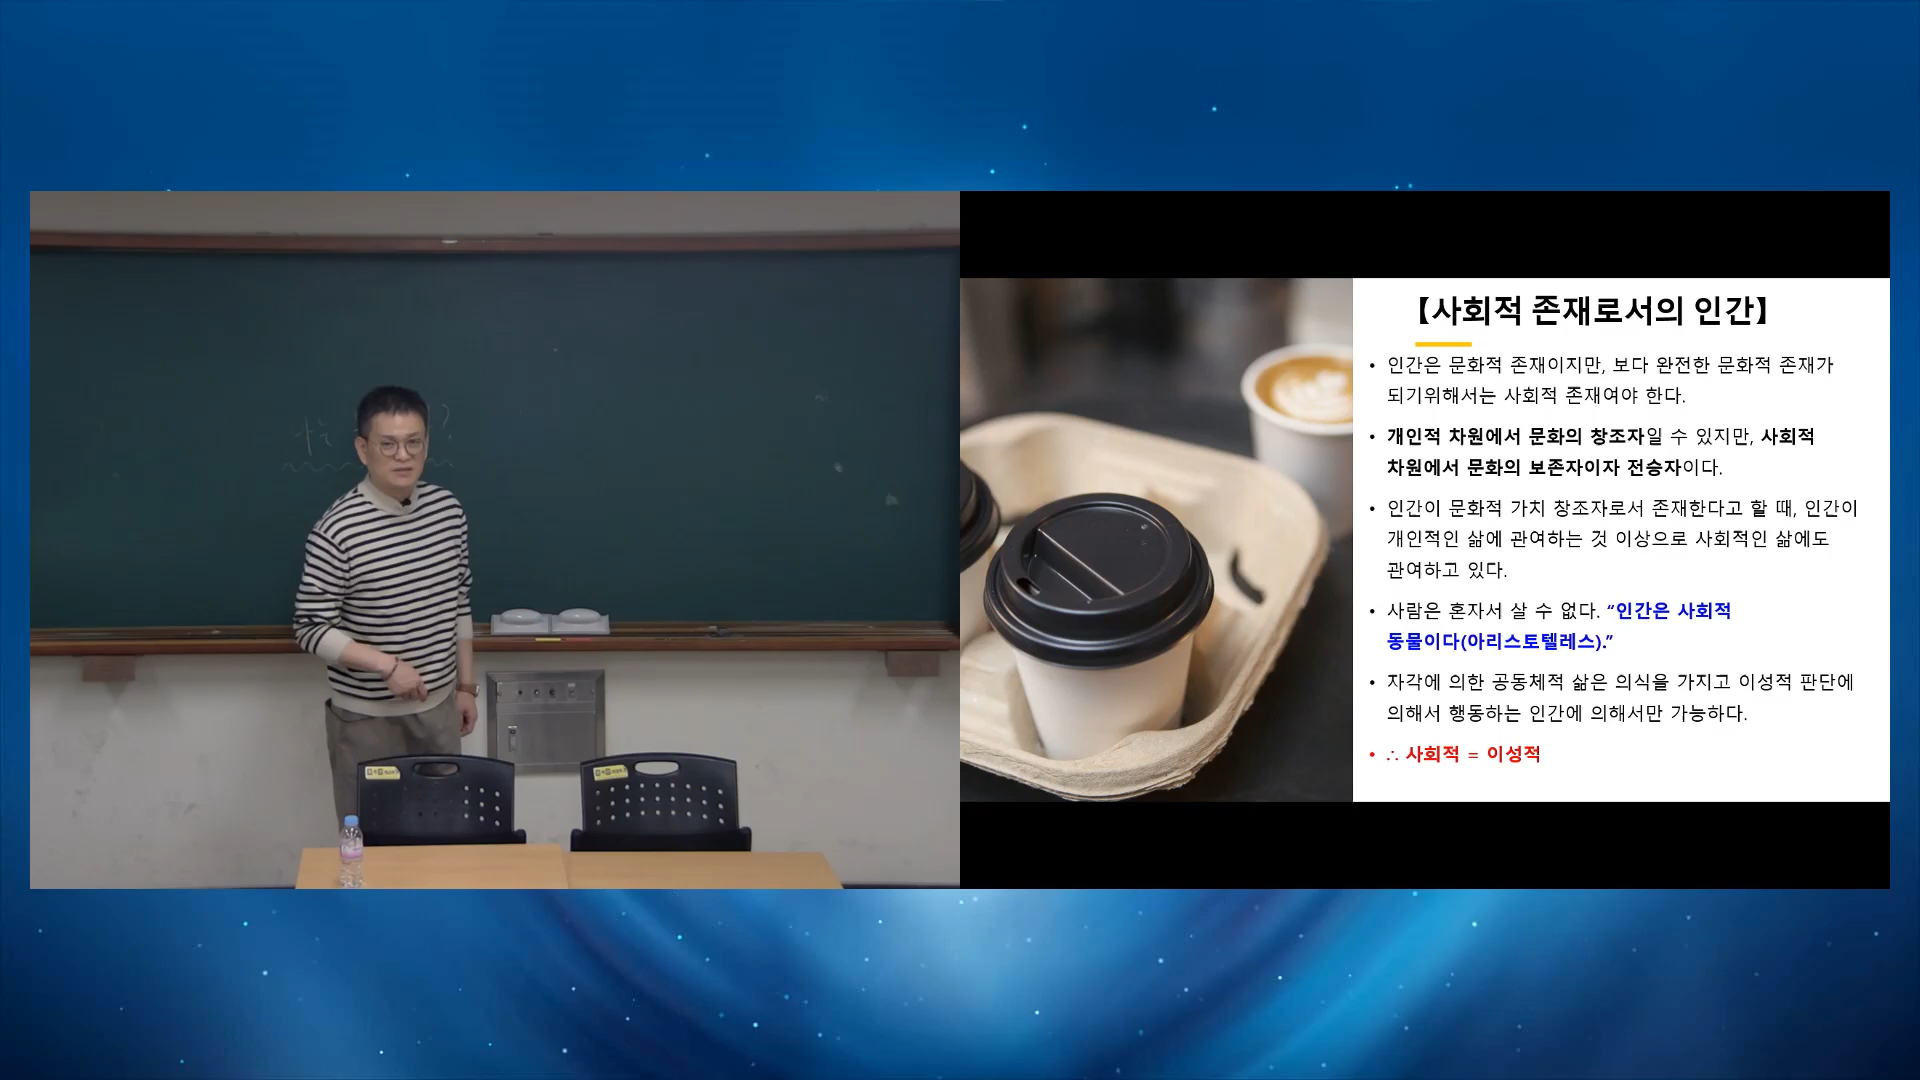 【사회적 존재로서의 인간】
• 인간은 문화적 존재이지만, 보다 완전한 문화적 존재가
되기위해서는 사회적 존재여야 한다.
• 개인적 차원에서 문화의 창조자일 수 있지만, 사회적
차원에서 문화의 보존자이자 전승자이다.
• 인간이 문화적 가치 창조자로서 존재한다고 할 때, 인간이
개인적인 삶에 관여하는 것 이상으로 사회적인 삶에도
관여하고 있다.
• 사람은 혼자서 살 수 없다. “인간은 사회적
동물이다(아리스토텔레스).”
• 자각에 의한 공동체적 삶은 의식을 가지고 이성적 판단에
의해서 행동하는 인간에 의해서만 가능하다.
• ∴ 사회적 = 이성적